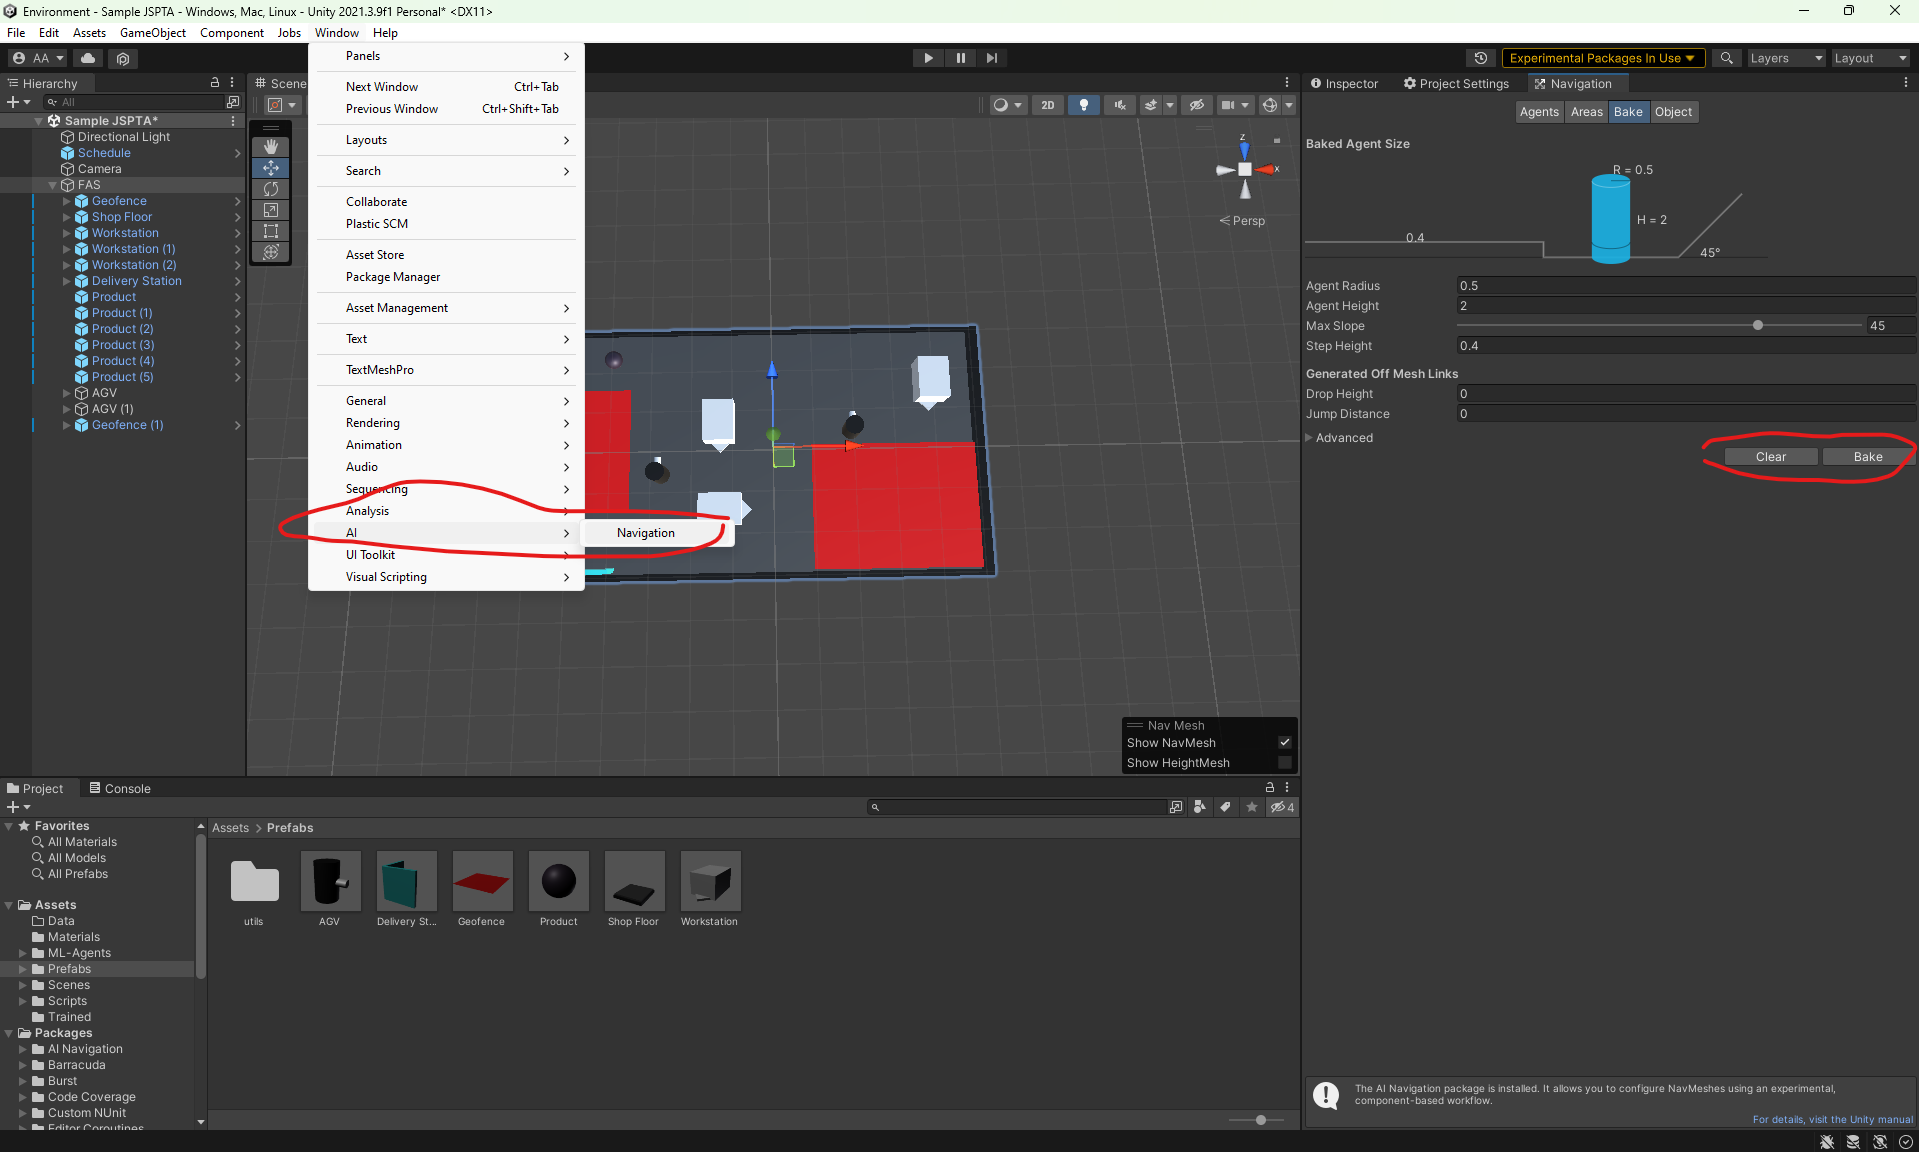 Environment - Sample JSPTA - Windows, Mac, Linux - Unity 2021.3.9f1 Personal* <DX11>
File Edit Assets GameObject Component Jobs Window Help
AA
Experimental Packages In Use
Layers
Layout
Hierarchy
All
Sample JSPTA*
Directional Light
Schedule
Camera
FAS
Geofence
Shop Floor
Workstation
Workstation (1)
Workstation (2)
Delivery Station
Product
Product (1)
Product (2)
Product (3)
Product (4)
Product (5)
AGV
AGV (1)
Geofence (1)
Scene
2D
Panels
Next Window Ctrl+Tab
Previous Window Ctrl+Shift+Tab
Layouts
Search
Collaborate
Plastic SCM
Asset Store
Package Manager
Asset Management
Text
TextMeshPro
General
Rendering
Animation
Audio
Sequencing
Analysis
AI
Navigation
UI Toolkit
Visual Scripting
z
x
Persp
Nav Mesh
Show NavMesh
Show HeightMesh
Inspector Project Settings Navigation
Agents Areas Bake Object
Baked Agent Size
R = 0.5
H = 2
0.4
45°
Agent Radius 0.5
Agent Height 2
Max Slope 45
Step Height 0.4
Generated Off Mesh Links
Drop Height 0
Jump Distance 0
Advanced
Clear Bake
The AI Navigation package is installed. It allows you to configure NavMeshes using an experimental,
component-based workflow.
For details, visit the Unity manual
Project Console
4
Favorites
All Materials
All Models
All Prefabs
Assets
Data
Materials
ML-Agents
Prefabs
Scenes
Scripts
Trained
Packages
AI Navigation
Barracuda
Burst
Code Coverage
Custom NUnit
Editor Coroutines
Assets > Prefabs
utils AGV Delivery St... Geofence Product Shop Floor Workstation